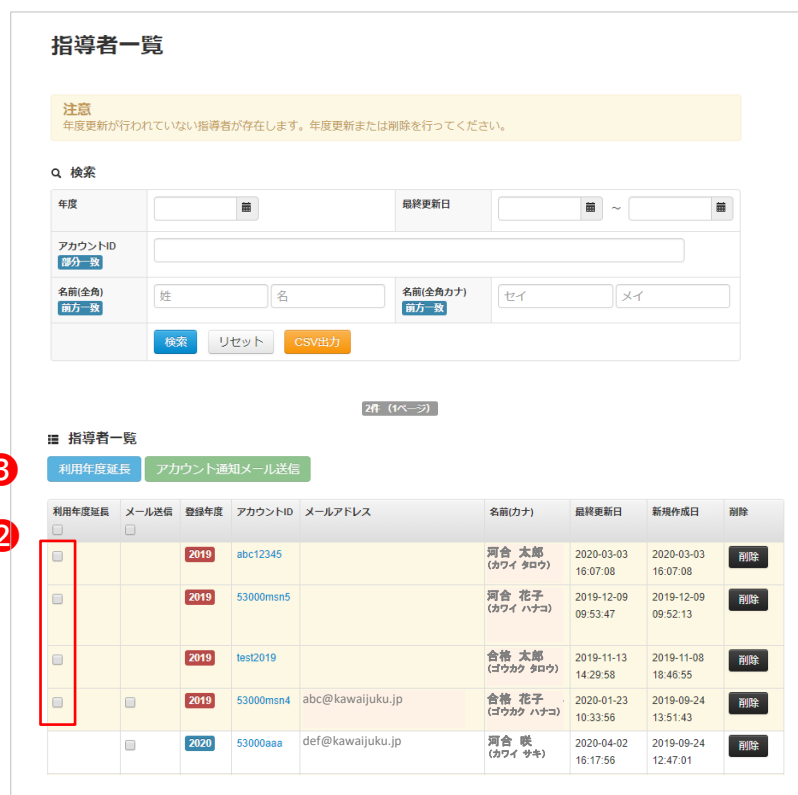 指導者一覧
注意
年度更新が行われていない指導者が存在します。年度更新または削除を行ってください。
検索
年度
最終更新日
～
アカウントID
部分一致
名前(全角)
前方一致
姓
名
名前(全角カナ)
前方一致
セイ
メイ
検索
リセット
CSV出力
2件 (1ページ)
指導者一覧
3
利用年度延長
アカウント通知メール送信
2
利用年度延長 メール送信 登録年度 アカウントID メールアドレス 名前(カナ) 最終更新日 新規作成日 削除
2019 abc12345 河合 太郎 2020-03-03 2020-03-03 削除
(カワイ タロウ) 16:07:08 16:07:08
2019 53000msn5 河合 花子 2019-12-09 2019-12-09 削除
(カワイ ハナコ) 09:53:47 09:52:13
2019 test2019 合格 太郎 2019-11-13 2019-11-08 削除
(ゴウカク タロウ) 14:29:58 18:46:55
2019 53000msn4 abc@kawaijuku.jp 合格 花子 2020-01-23 2019-09-24 削除
(ゴウカク ハナコ) 10:33:56 13:51:43
2020 53000aaa def@kawaijuku.jp 河合 咲 2020-04-02 2019-09-24 削除
(カワイ サキ) 16:17:56 12:47:01